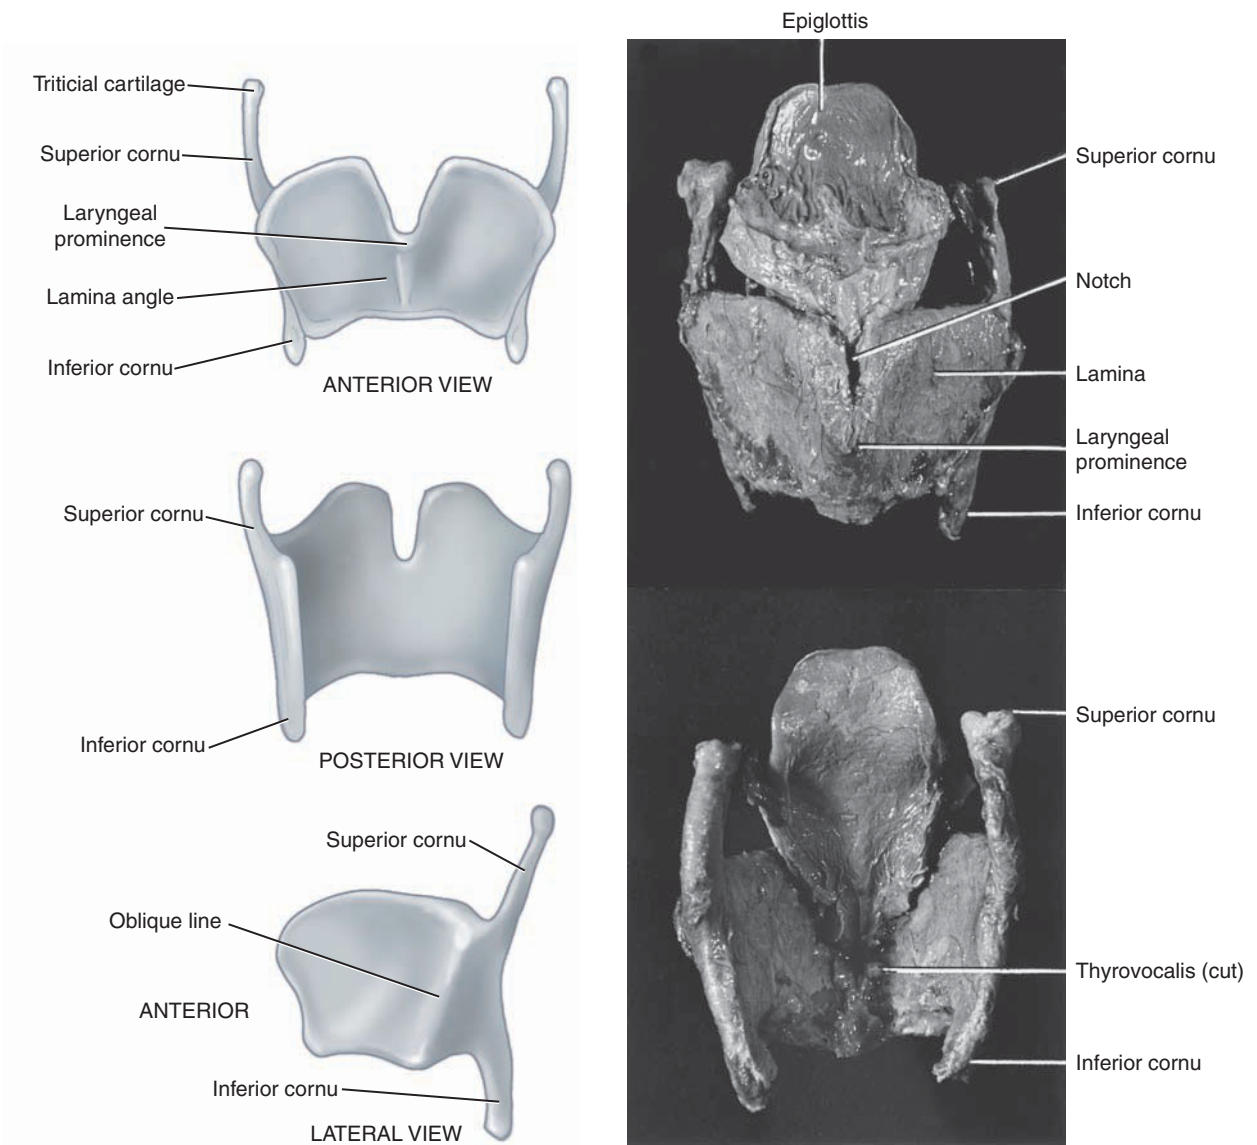 Triticial cartilage
Superior cornu
Laryngeal
prominence
Lamina angle
Inferior cornu
ANTERIOR VIEW
Superior cornu
Inferior cornu
POSTERIOR VIEW
Superior cornu
Oblique line
ANTERIOR
Inferior cornu
LATERAL VIEW
Epiglottis
Superior cornu
Notch
Lamina
Laryngeal
prominence
Inferior cornu
Superior cornu
Thyrovocalis (cut)
Inferior cornu